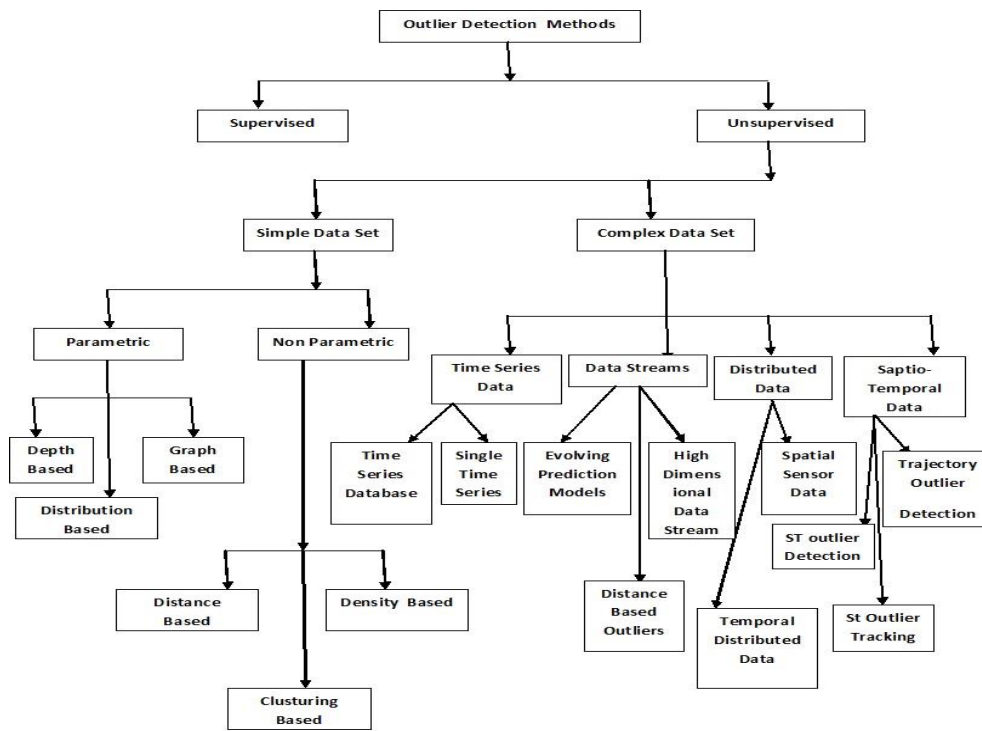 Outlier Detection Methods
Supervised
Unsupervised
Simple Data Set
Complex Data Set
Parametric
Non Parametric
Time Series
Data
Data Streams
Distributed
Data
Saptio-
Temporal
Data
Depth
Based
Graph
Based
Distribution
Based
Time
Series
Database
Single
Time
Series
Evolving
Prediction
Models
High
Dimens
ional
Data
Stream
Spatial
Sensor
Data
Trajectory
Outlier
Detection
ST outlier
Detection
Distance
Based
Density Based
Distance
Based
Outliers
Temporal
Distributed
Data
St Outlier
Tracking
Clusturing
Based